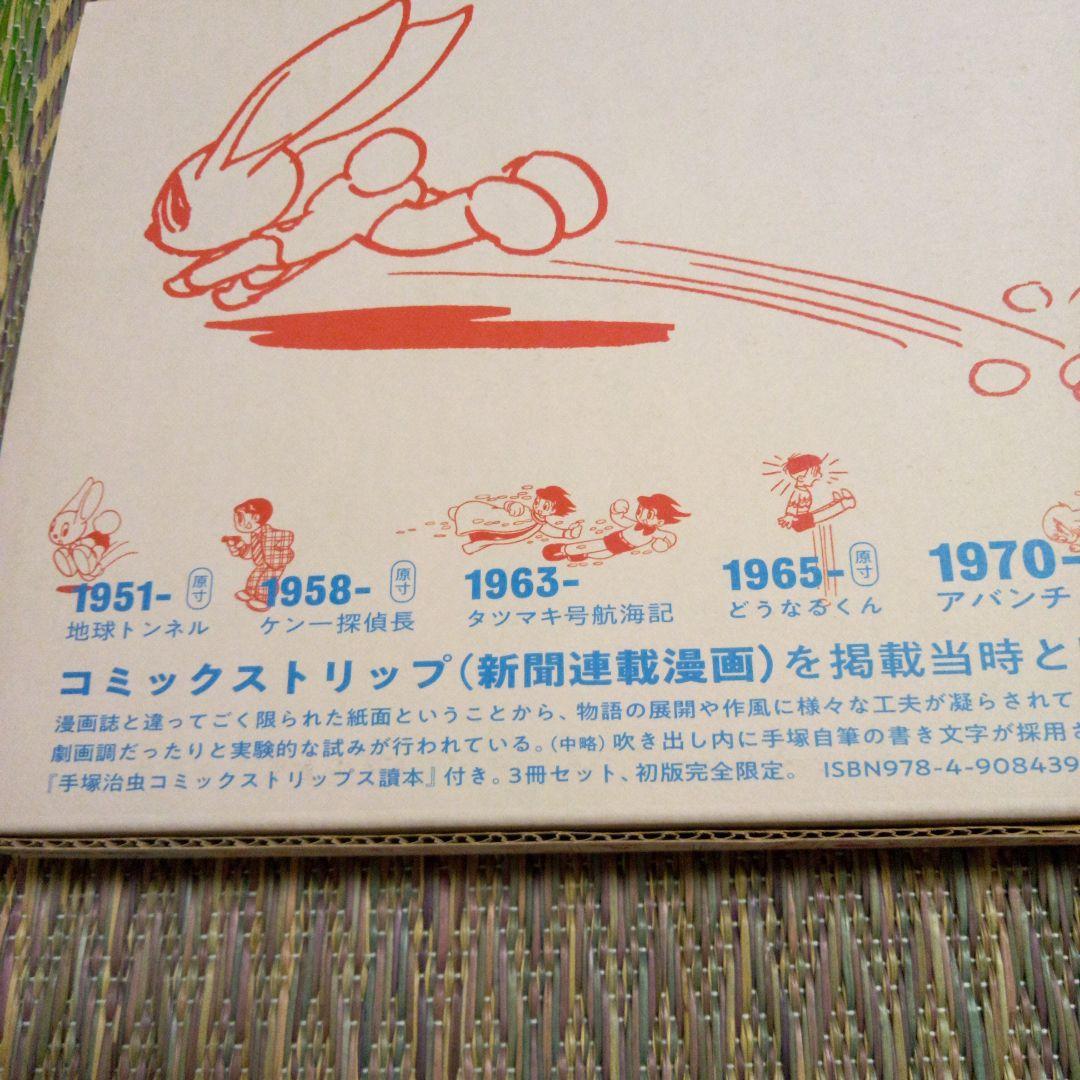 1951- 原寸
地球トンネル
1958- 原寸
ケン一探偵長
1963-
タツマキ号航海記
1965- 原寸
どうなるくん
1970-
アバンチ
コミックストリップ(新聞連載漫画)を掲載当時と
漫画誌と違ってごく限られた紙面ということから、物語の展開や作風に様々な工夫が凝らされて
劇画調だったりと実験的な試みが行われている。(中略)吹き出し内に手塚自筆の書き文字が採用さ
『手塚治虫コミックストリップス讀本』付き。3冊セット、初版完全限定。 ISBN978-4-908439